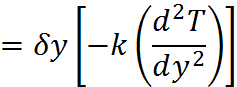 = δy [−k (d²T/dy²)]